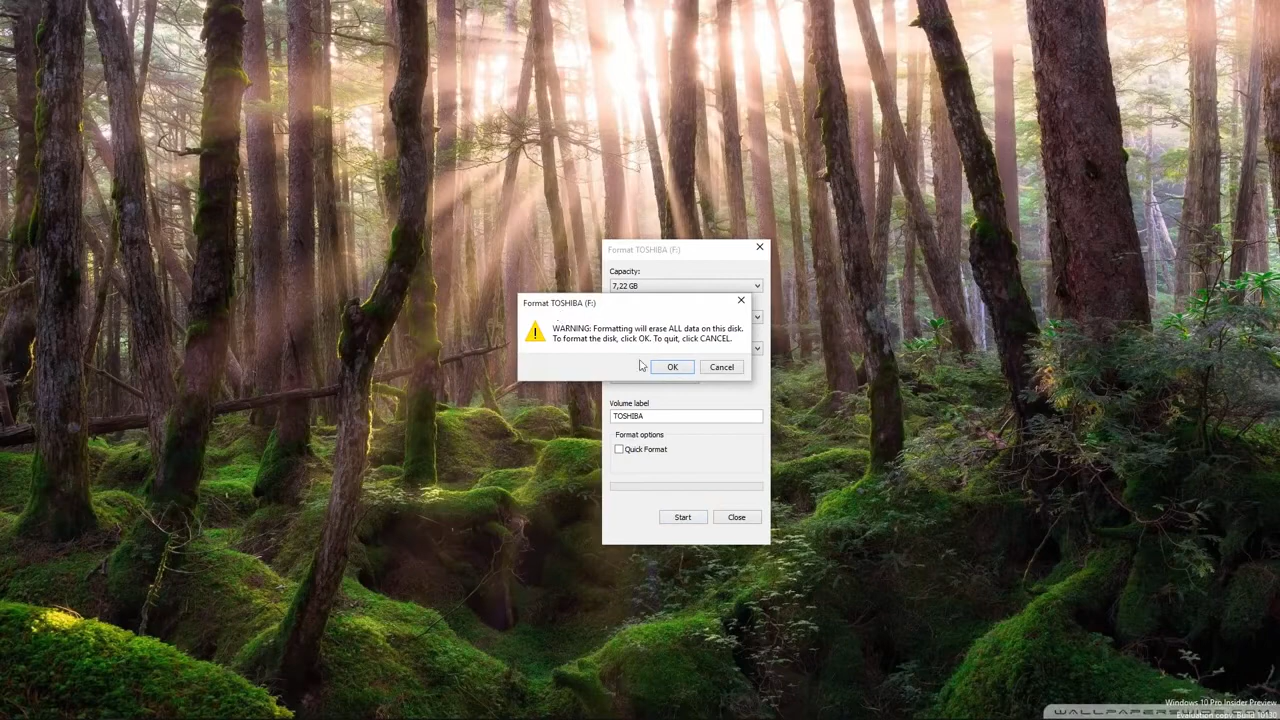 Format TOSHIBA (F:)
Capacity:
7,22 GB
Format TOSHIBA (F:)
WARNING: Formatting will erase ALL data on this disk.
To format the disk, click OK. To quit, click CANCEL.
OK
Cancel
Volume label
TOSHIBA
Format options
Quick Format
Start
Close
Windows 10 Pro Insider Preview